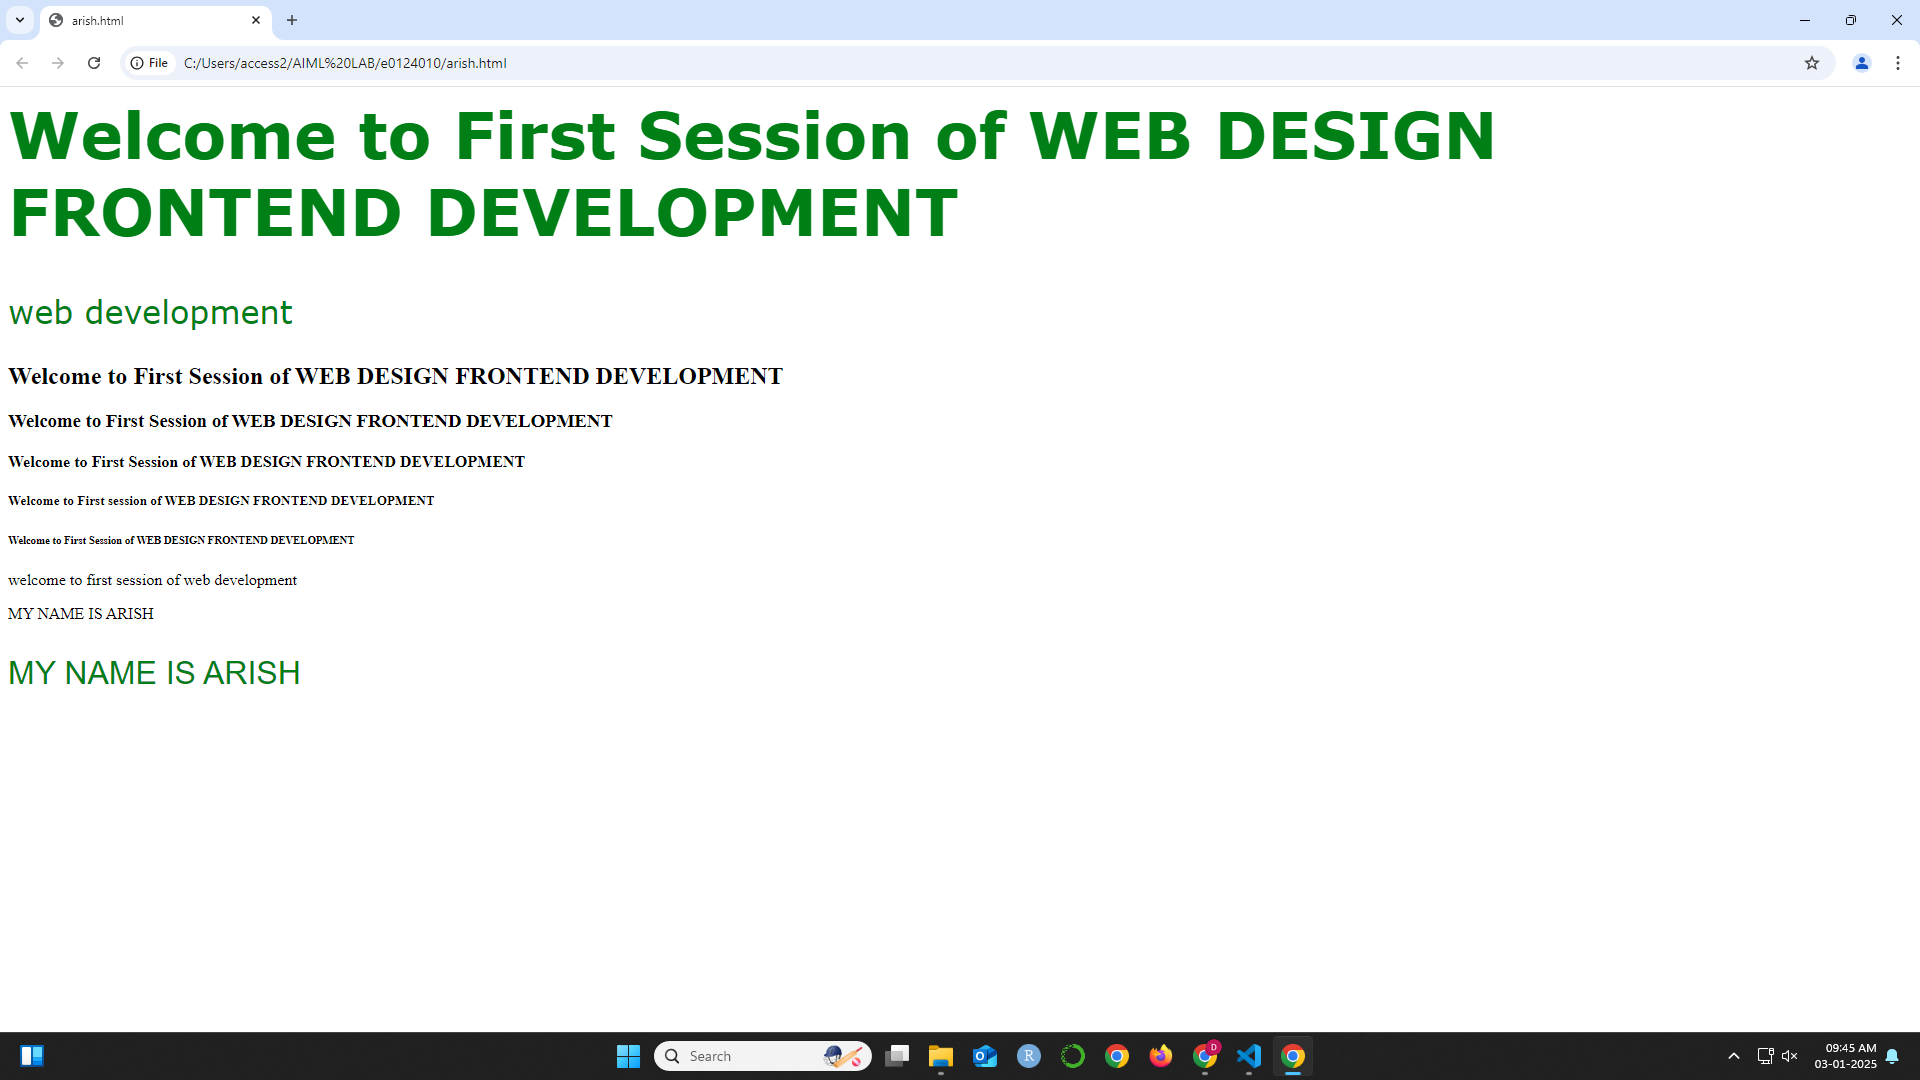 arish.html
File
C:/Users/access2/AIML%20LAB/e0124010/arish.html
Welcome to First Session of WEB DESIGN
FRONTEND DEVELOPMENT
web development
Welcome to First Session of WEB DESIGN FRONTEND DEVELOPMENT
Welcome to First Session of WEB DESIGN FRONTEND DEVELOPMENT
Welcome to First Session of WEB DESIGN FRONTEND DEVELOPMENT
Welcome to First session of WEB DESIGN FRONTEND DEVELOPMENT
Welcome to First Session of WEB DESIGN FRONTEND DEVELOPMENT
welcome to first session of web development
MY NAME IS ARISH
MY NAME IS ARISH
Search
R
D
09:45 AM
03-01-2025